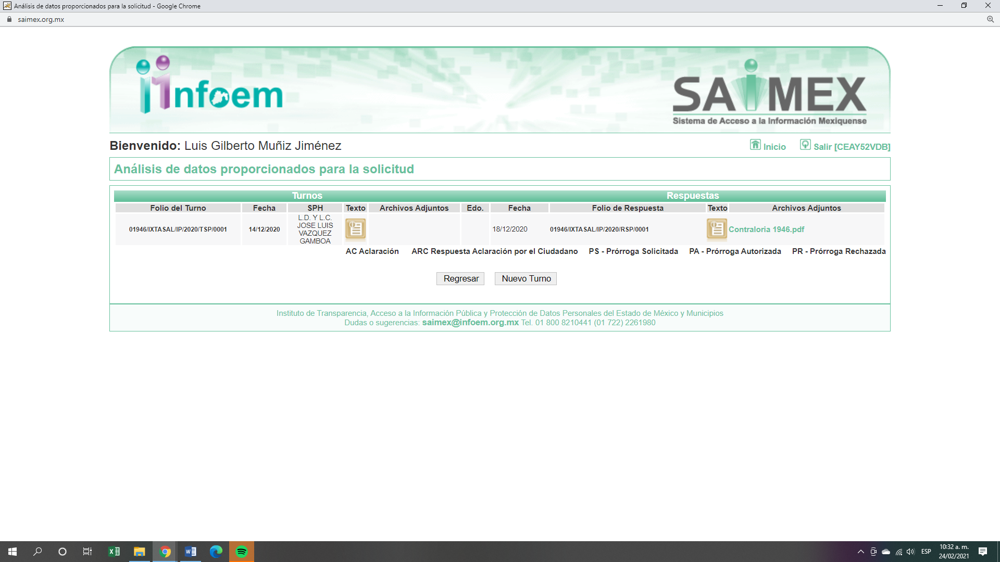 Análisis de datos proporcionados para la solicitud - Google Chrome
saimex.org.mx
infoem
SAIMEX
Sistema de Acceso a la Información Mexiquense
Bienvenido: Luis Gilberto Muñiz Jiménez
Inicio Salir [CEAY52VDB]
Análisis de datos proporcionados para la solicitud
Turnos Respuestas
Folio del Turno Fecha SPH Texto Archivos Adjuntos Edo. Fecha Folio de Respuesta Texto Archivos Adjuntos
01946/IXTASAL/IP/2020/TSP/0001 14/12/2020 L.D. Y L.C. JOSE LUIS VAZQUEZ GAMBOA 18/12/2020 01946/IXTASAL/IP/2020/RSP/0001 Contraloria 1946.pdf
AC Aclaración ARC Respuesta Aclaración por el Ciudadano PS - Prórroga Solicitada PA - Prórroga Autorizada PR - Prórroga Rechazada
Regresar Nuevo Turno
Instituto de Transparencia, Acceso a la Información Pública y Protección de Datos Personales del Estado de México y Municipios
Dudas o sugerencias: saimex@infoem.org.mx Tel. 01 800 8210441 (01 722) 2261980
ESP
10:32 a. m.
24/02/2021